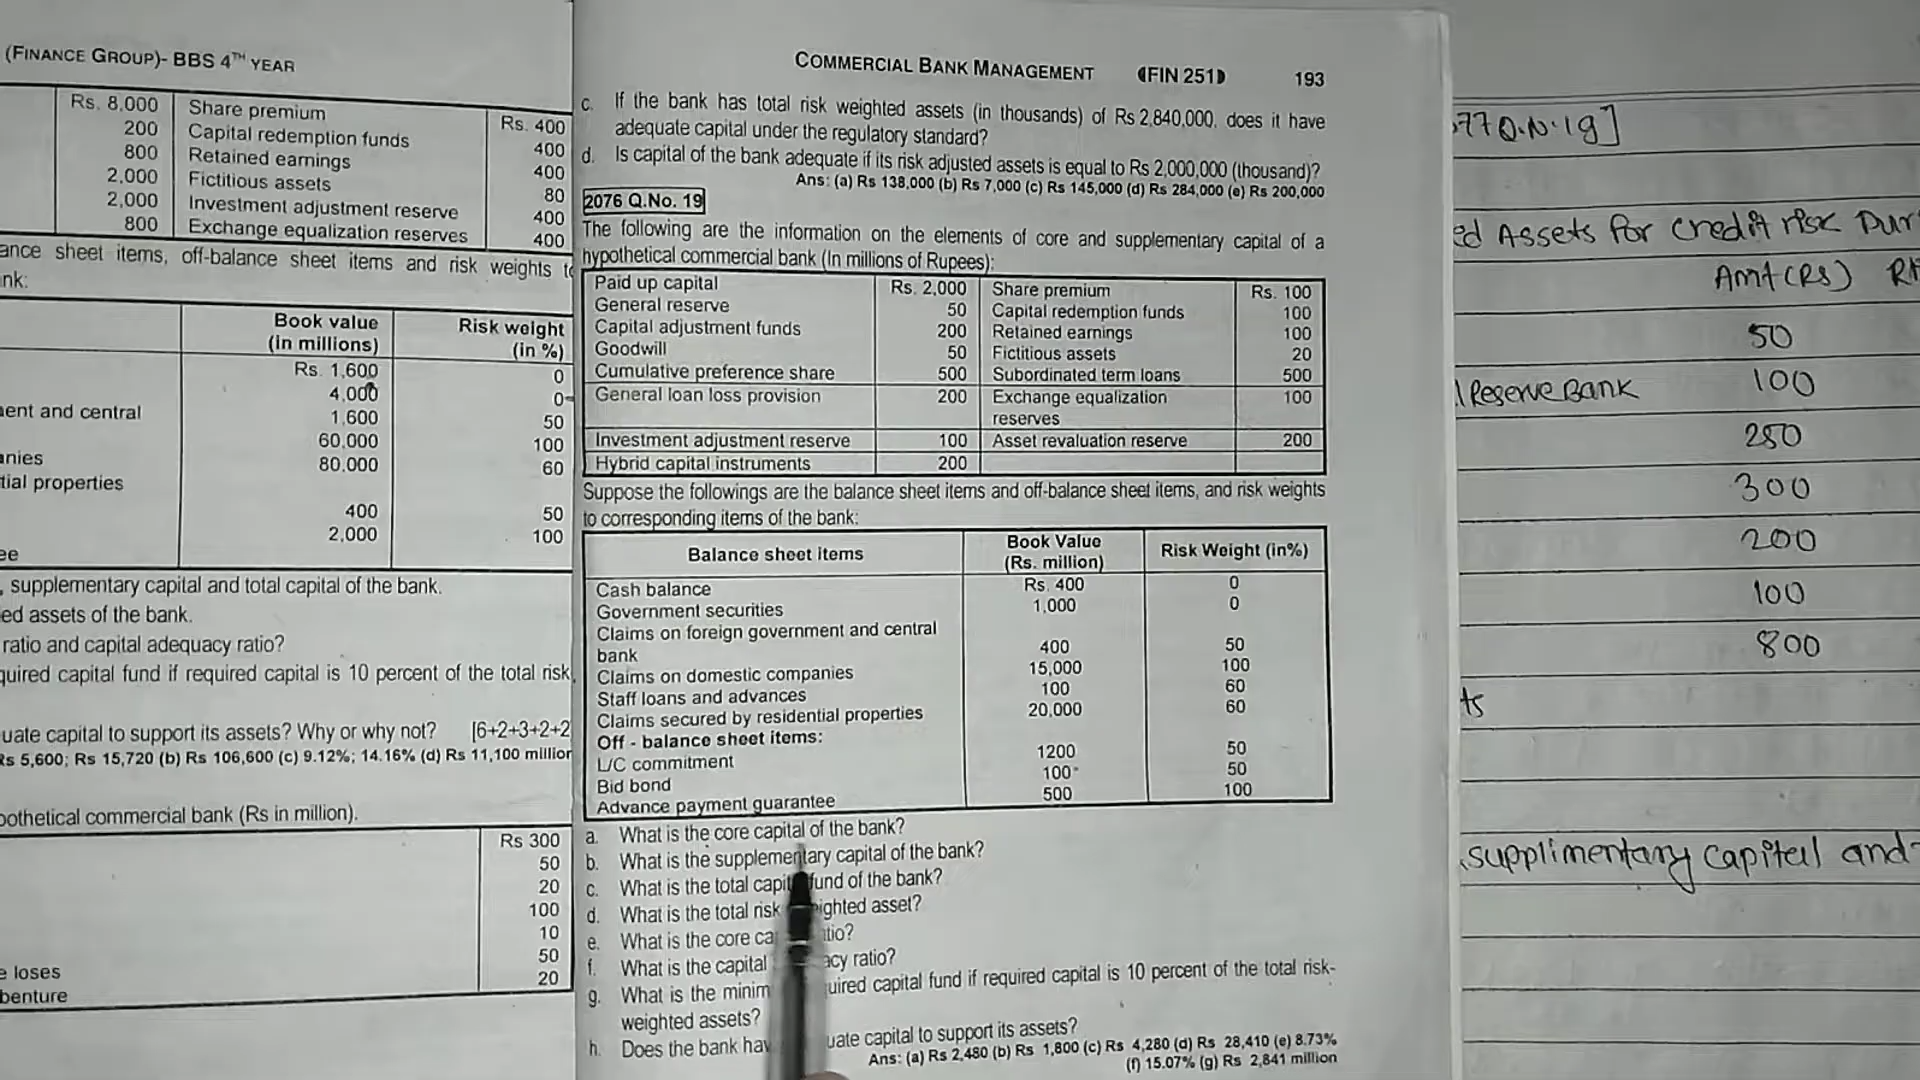 (FINANCE GROUP)- BBS 4TH YEAR
Rs. 8,000 Share premium Rs. 400
200 Capital redemption funds 400
800 Retained earnings 400
2,000 Fictitious assets 80
2,000 Investment adjustment reserve 400
800 Exchange equalization reserves 400
ance sheet items, off-balance sheet items and risk weights to
nk:
Book value (in millions) Risk weight (in %)
Rs. 1,600 0
4,000 0
ent and central 1,600 50
60,000 100
anies 80,000 60
tial properties
400 50
2,000 100
ee
, supplementary capital and total capital of the bank.
ed assets of the bank.
ratio and capital adequacy ratio?
quired capital fund if required capital is 10 percent of the total risk
uate capital to support its assets? Why or why not? [6+2+3+2+2
Rs 5,600; Rs 15,720 (b) Rs 106,600 (c) 9.12%; 14.16% (d) Rs 11,100 million
pothetical commercial bank (Rs in million).
Rs 300
50
20
100
10
e loses 50
benture 20
COMMERCIAL BANK MANAGEMENT (FIN 251) 193
c. If the bank has total risk weighted assets (in thousands) of Rs 2,840,000, does it have
adequate capital under the regulatory standard?
d. Is capital of the bank adequate if its risk adjusted assets is equal to Rs 2,000,000 (thousand)?
Ans: (a) Rs 138,000 (b) Rs 7,000 (c) Rs 145,000 (d) Rs 284,000 (e) Rs 200,000
2076 Q.No. 19
The following are the information on the elements of core and supplementary capital of a
hypothetical commercial bank (In millions of Rupees):
Paid up capital Rs. 2,000 Share premium Rs. 100
General reserve 50 Capital redemption funds 100
Capital adjustment funds 200 Retained earnings 100
Goodwill 50 Fictitious assets 20
Cumulative preference share 500 Subordinated term loans 500
General loan loss provision 200 Exchange equalization reserves 100
Investment adjustment reserve 100 Asset revaluation reserve 200
Hybrid capital instruments 200
Suppose the followings are the balance sheet items and off-balance sheet items, and risk weights
to corresponding items of the bank:
Balance sheet items Book Value (Rs. million) Risk Weight (in%)
Cash balance Rs. 400 0
Government securities 1,000 0
Claims on foreign government and central
bank 400 50
Claims on domestic companies 15,000 100
Staff loans and advances 100 60
Claims secured by residential properties 20,000 60
Off - balance sheet items:
L/C commitment 1200 50
Bid bond 100 50
Advance payment guarantee 500 100
a. What is the core capital of the bank?
b. What is the supplementary capital of the bank?
c. What is the total capit fund of the bank?
d. What is the total risk ighted asset?
e. What is the core ca tio?
f. What is the capital acy ratio?
g. What is the minim uired capital fund if required capital is 10 percent of the total risk-
weighted assets?
h. Does the bank hav uate capital to support its assets?
Ans: (a) Rs 2,480 (b) Rs 1,800 (c) Rs 4,280 (d) Rs 28,410 (e) 8.73%
(f) 15.07% (g) Rs 2,841 million
77 Q.N.19]
ed Assets for credit risk Pur
Amt(Rs) R
50
l Reserve Bank 100
250
300
200
100
800
ts
supplimentary capital and